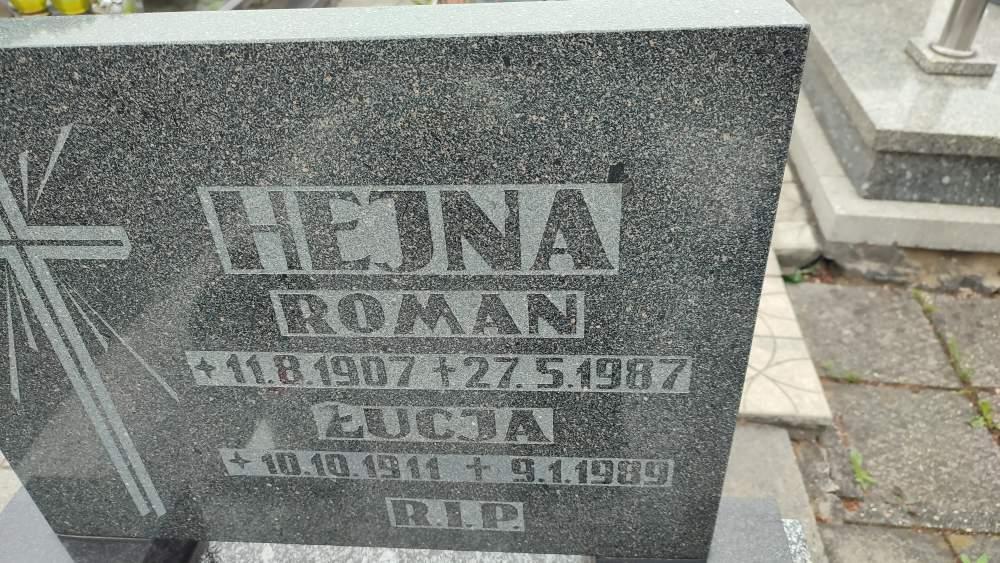 HEJNA
ROMAN
+11.8.1907 +27.5.1987
ŁUCJA
+10.10.1911 + 9.1.1989
R.I.P.